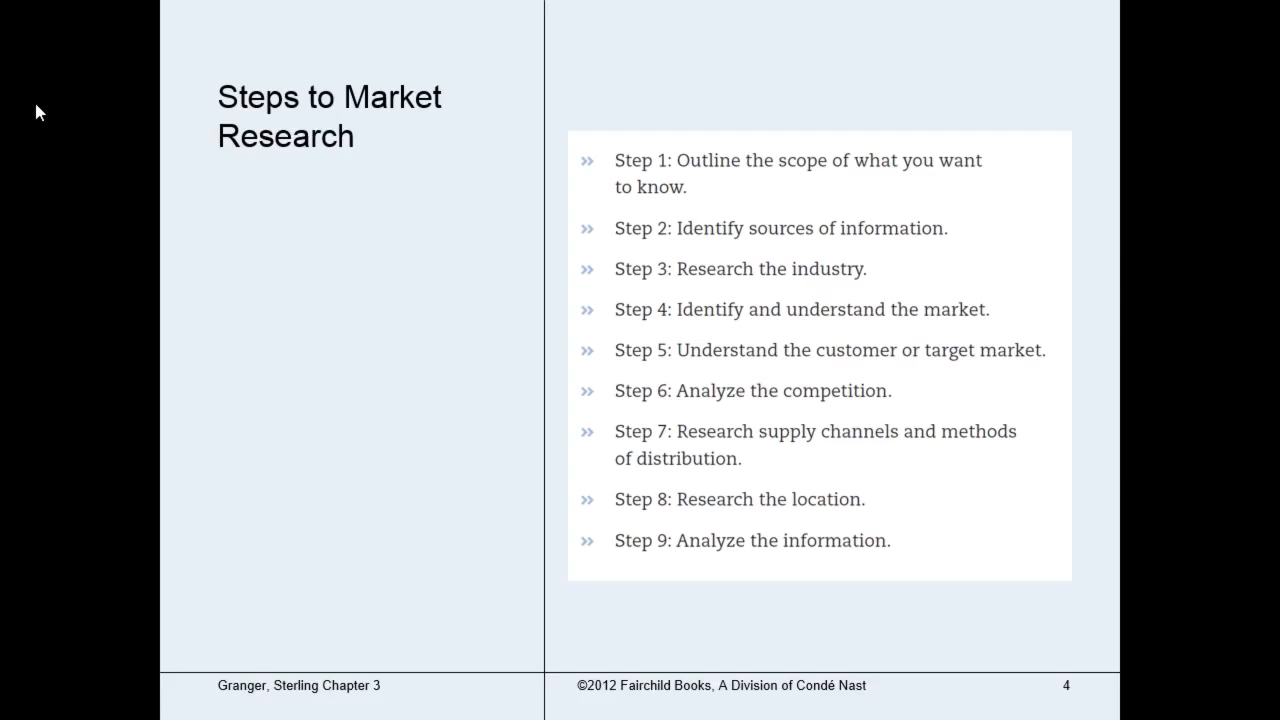 Steps to Market
Research
» Step 1: Outline the scope of what you want
to know.
» Step 2: Identify sources of information.
» Step 3: Research the industry.
» Step 4: Identify and understand the market.
» Step 5: Understand the customer or target market.
» Step 6: Analyze the competition.
» Step 7: Research supply channels and methods
of distribution.
» Step 8: Research the location.
» Step 9: Analyze the information.
Granger, Sterling Chapter 3
©2012 Fairchild Books, A Division of Condé Nast
4